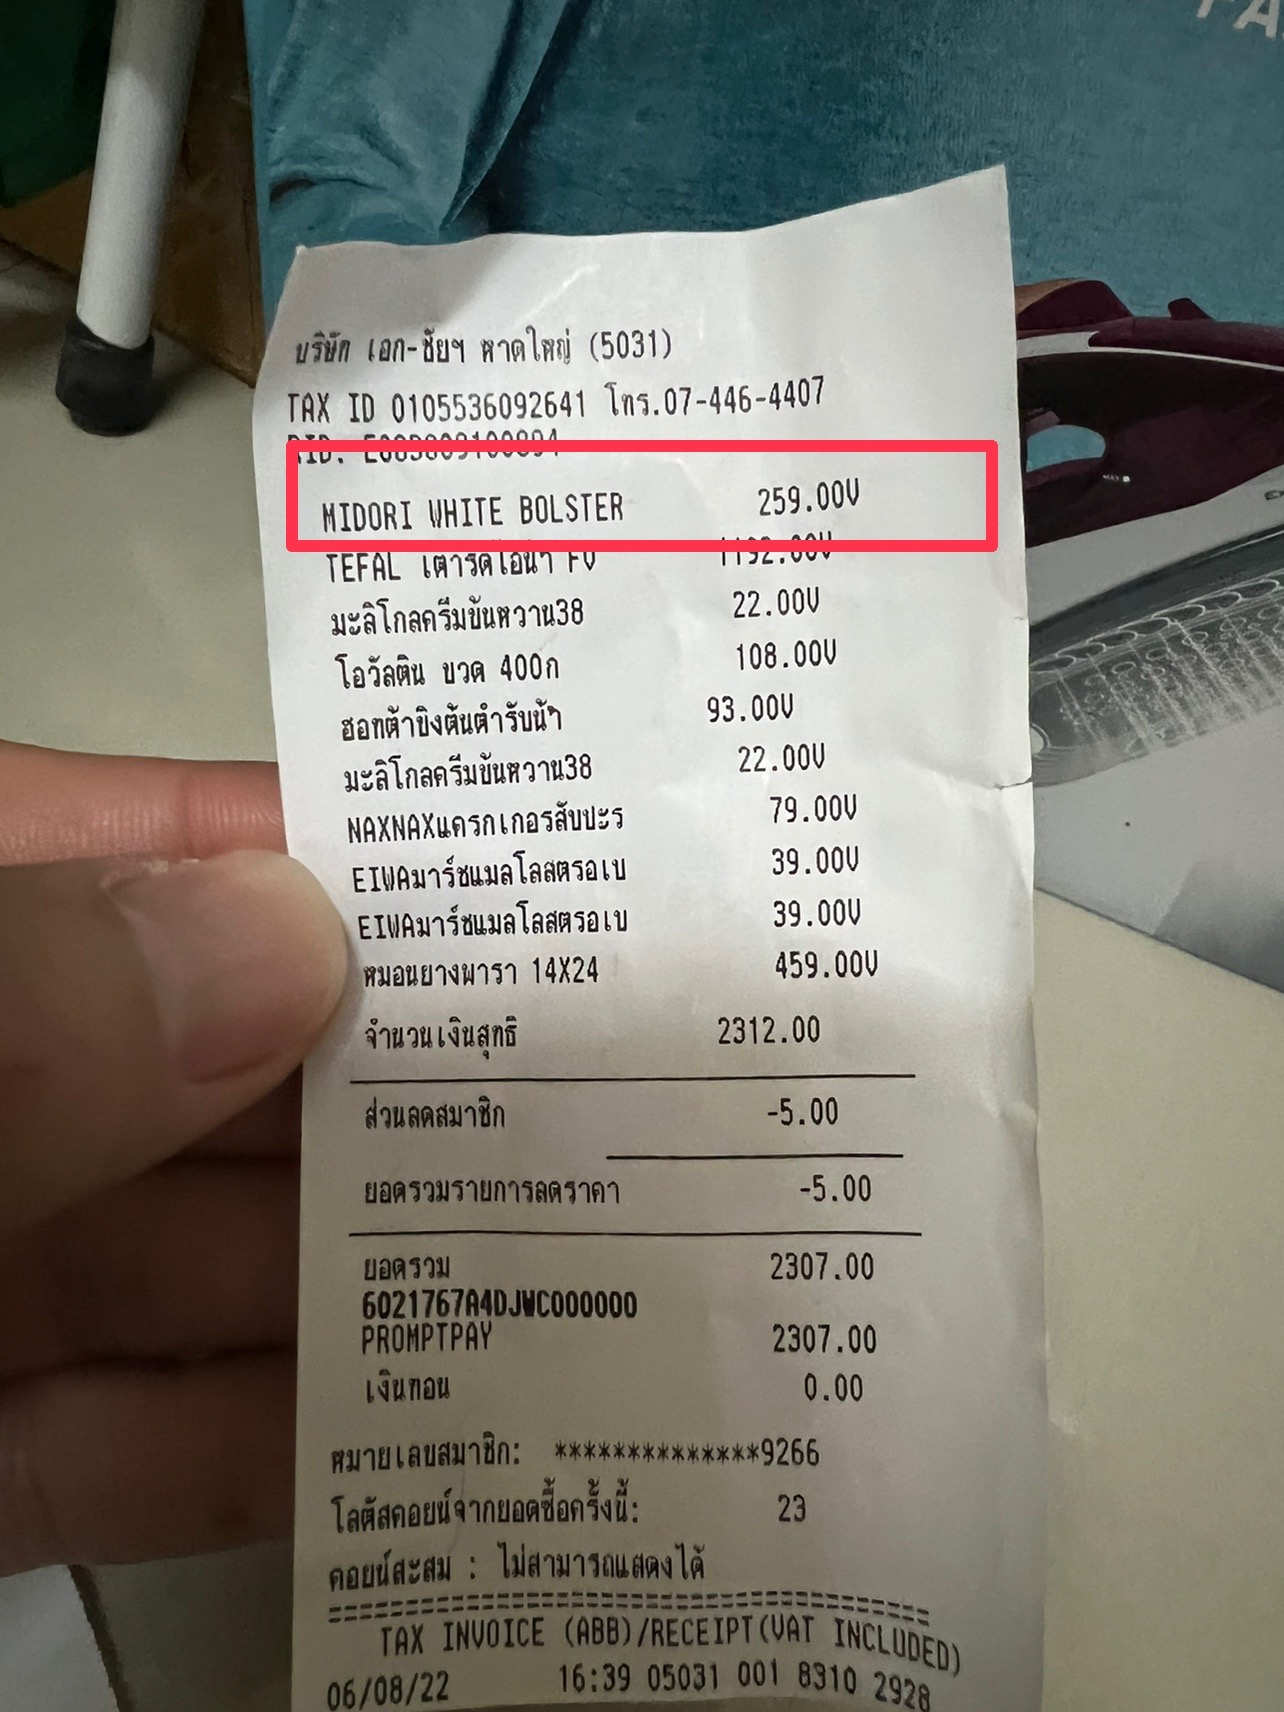 FA
บริษัท เอก-ชัยฯ หาดใหญ่ (5031)
TAX ID 0105536092641 โทร.07-446-4407
RID. E08D809100894
MIDORI WHITE BOLSTER 259.00V
TEFAL เตารีดไอน้ำ FV 1192.00V
มะลิโกลครีมข้นหวาน38 22.00V
โอวัลติน ขวด 400ก 108.00V
ฮอทต้าขิงต้นตำรับน้ำ 93.00V
มะลิโกลครีมข้นหวาน38 22.00V
NAXNAXแครกเกอรสับปะร 79.00V
EIWAมาร์ชแมลโลสตรอเบ 39.00V
EIWAมาร์ชแมลโลสตรอเบ 39.00V
หมอนยางพารา 14X24 459.00V
จำนวนเงินสุทธิ 2312.00
ส่วนลดสมาชิก -5.00
ยอดรวมรายการลดราคา -5.00
ยอดรวม 2307.00
6021767A4DJWC000000
PROMPTPAY 2307.00
เงินทอน 0.00
หมายเลขสมาชิก: **************9266
โลตัสคอยน์จากยอดซื้อครั้งนี้: 23
คอยน์สะสม : ไม่สามารถแสดงได้
TAX INVOICE (ABB)/RECEIPT(VAT INCLUDED)
06/08/22 16:39 05031 001 8310 2928